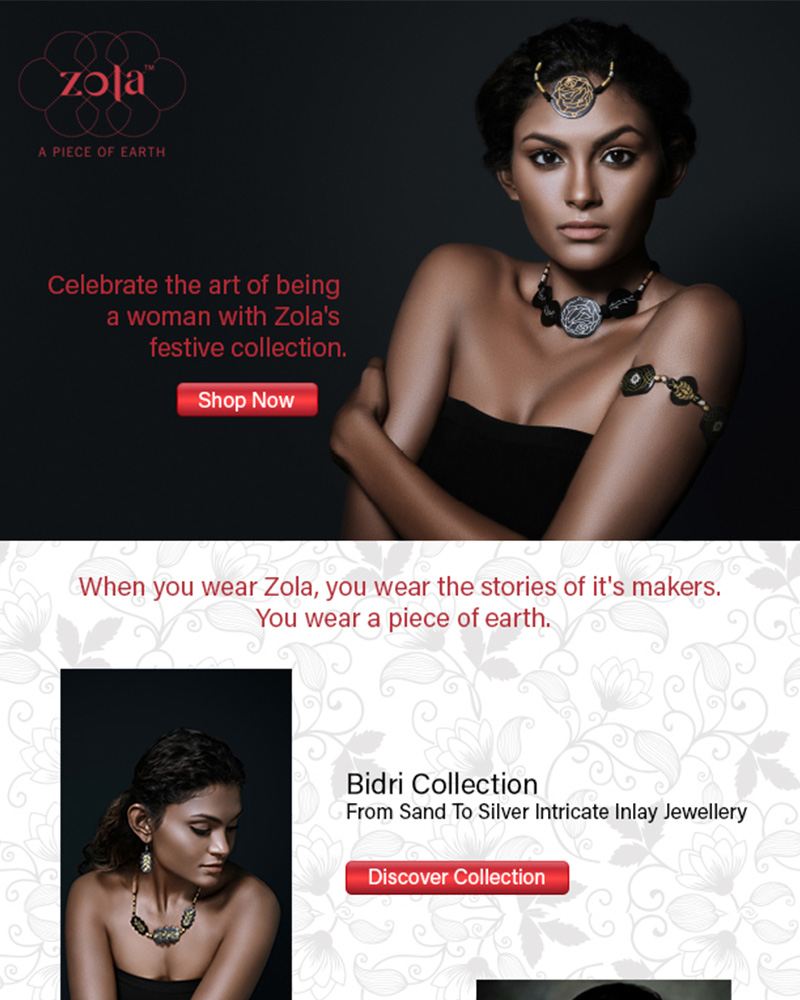 zola™
A PIECE OF EARTH
Celebrate the art of being
a woman with Zola's
festive collection.
Shop Now
When you wear Zola, you wear the stories of it's makers.
You wear a piece of earth.
Bidri Collection
From Sand To Silver Intricate Inlay Jewellery
Discover Collection